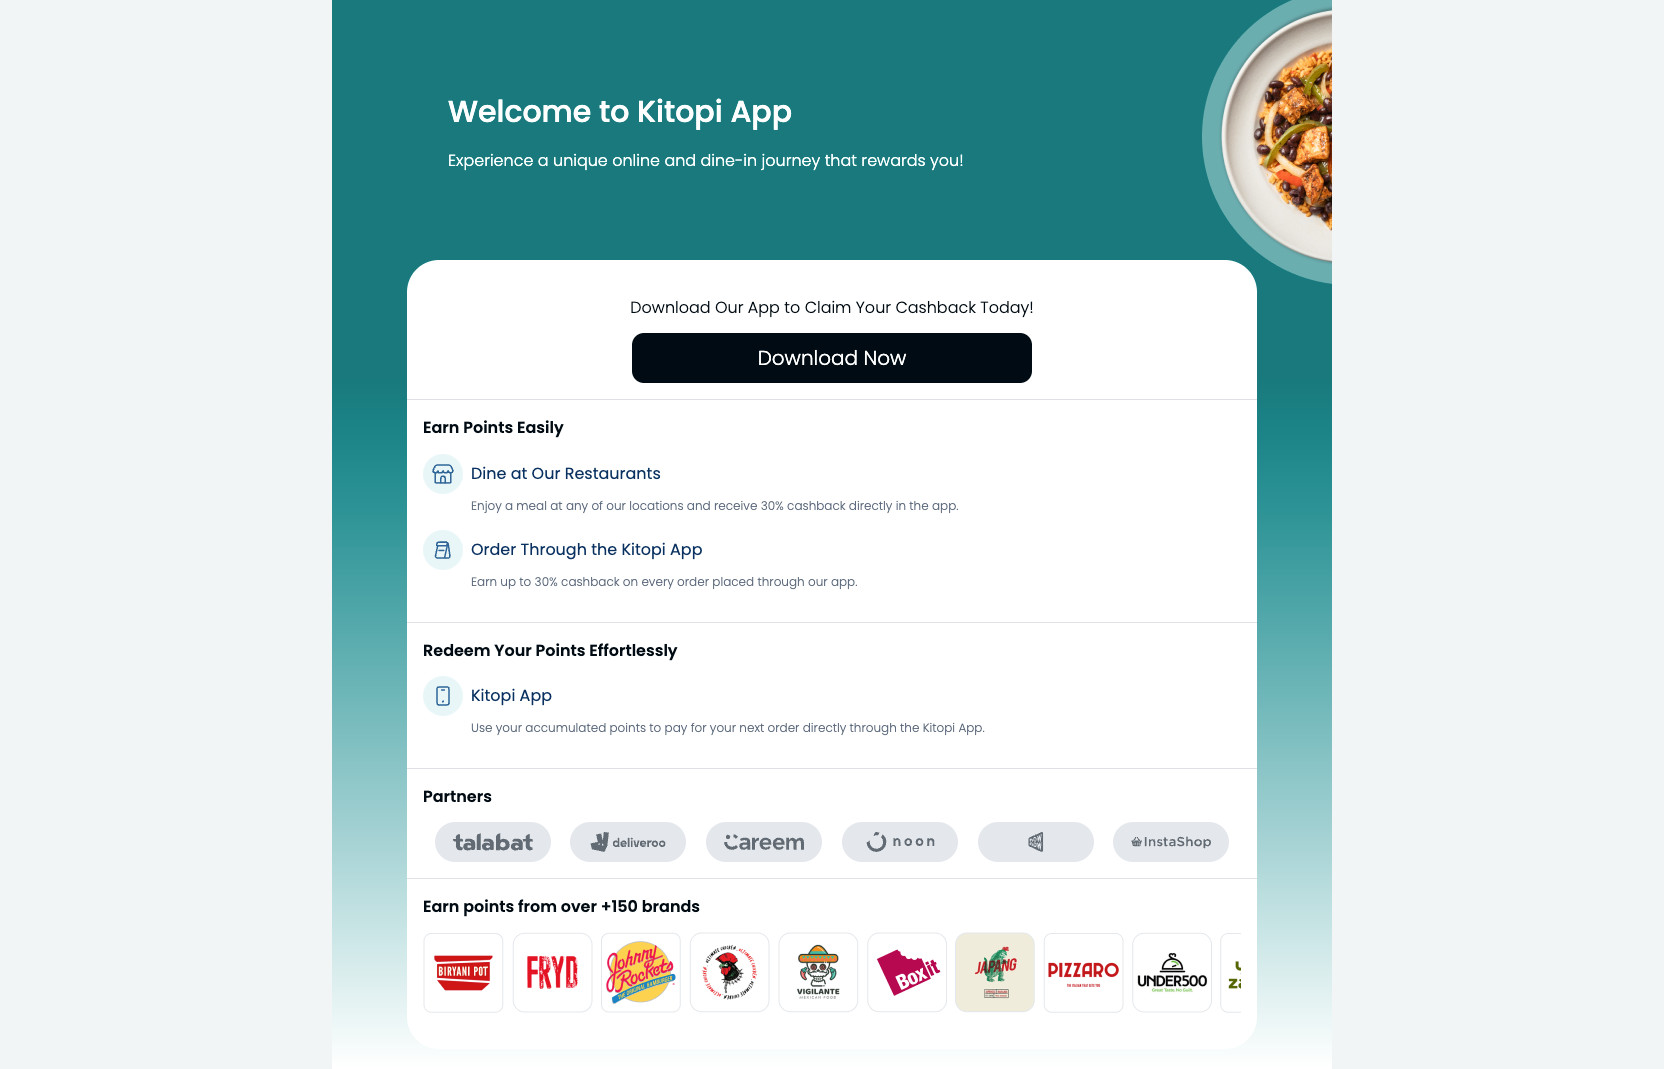 Welcome to Kitopi App
Experience a unique online and dine-in journey that rewards you!
Download Our App to Claim Your Cashback Today!
Download Now
Earn Points Easily
Dine at Our Restaurants
Enjoy a meal at any of our locations and receive 30% cashback directly in the app.
Order Through the Kitopi App
Earn up to 30% cashback on every order placed through our app.
Redeem Your Points Effortlessly
Kitopi App
Use your accumulated points to pay for your next order directly through the Kitopi App.
Partners
talabat
deliveroo
Careem
noon
InstaShop
Earn points from over +150 brands
BIRYANI POT
FRYD
Johnny
Rockets
THE ORIGINAL HAMBURGER
VIGILANTE
MEXICAN FOOD
Boxit
JAPANG
PIZZARO
UNDER500